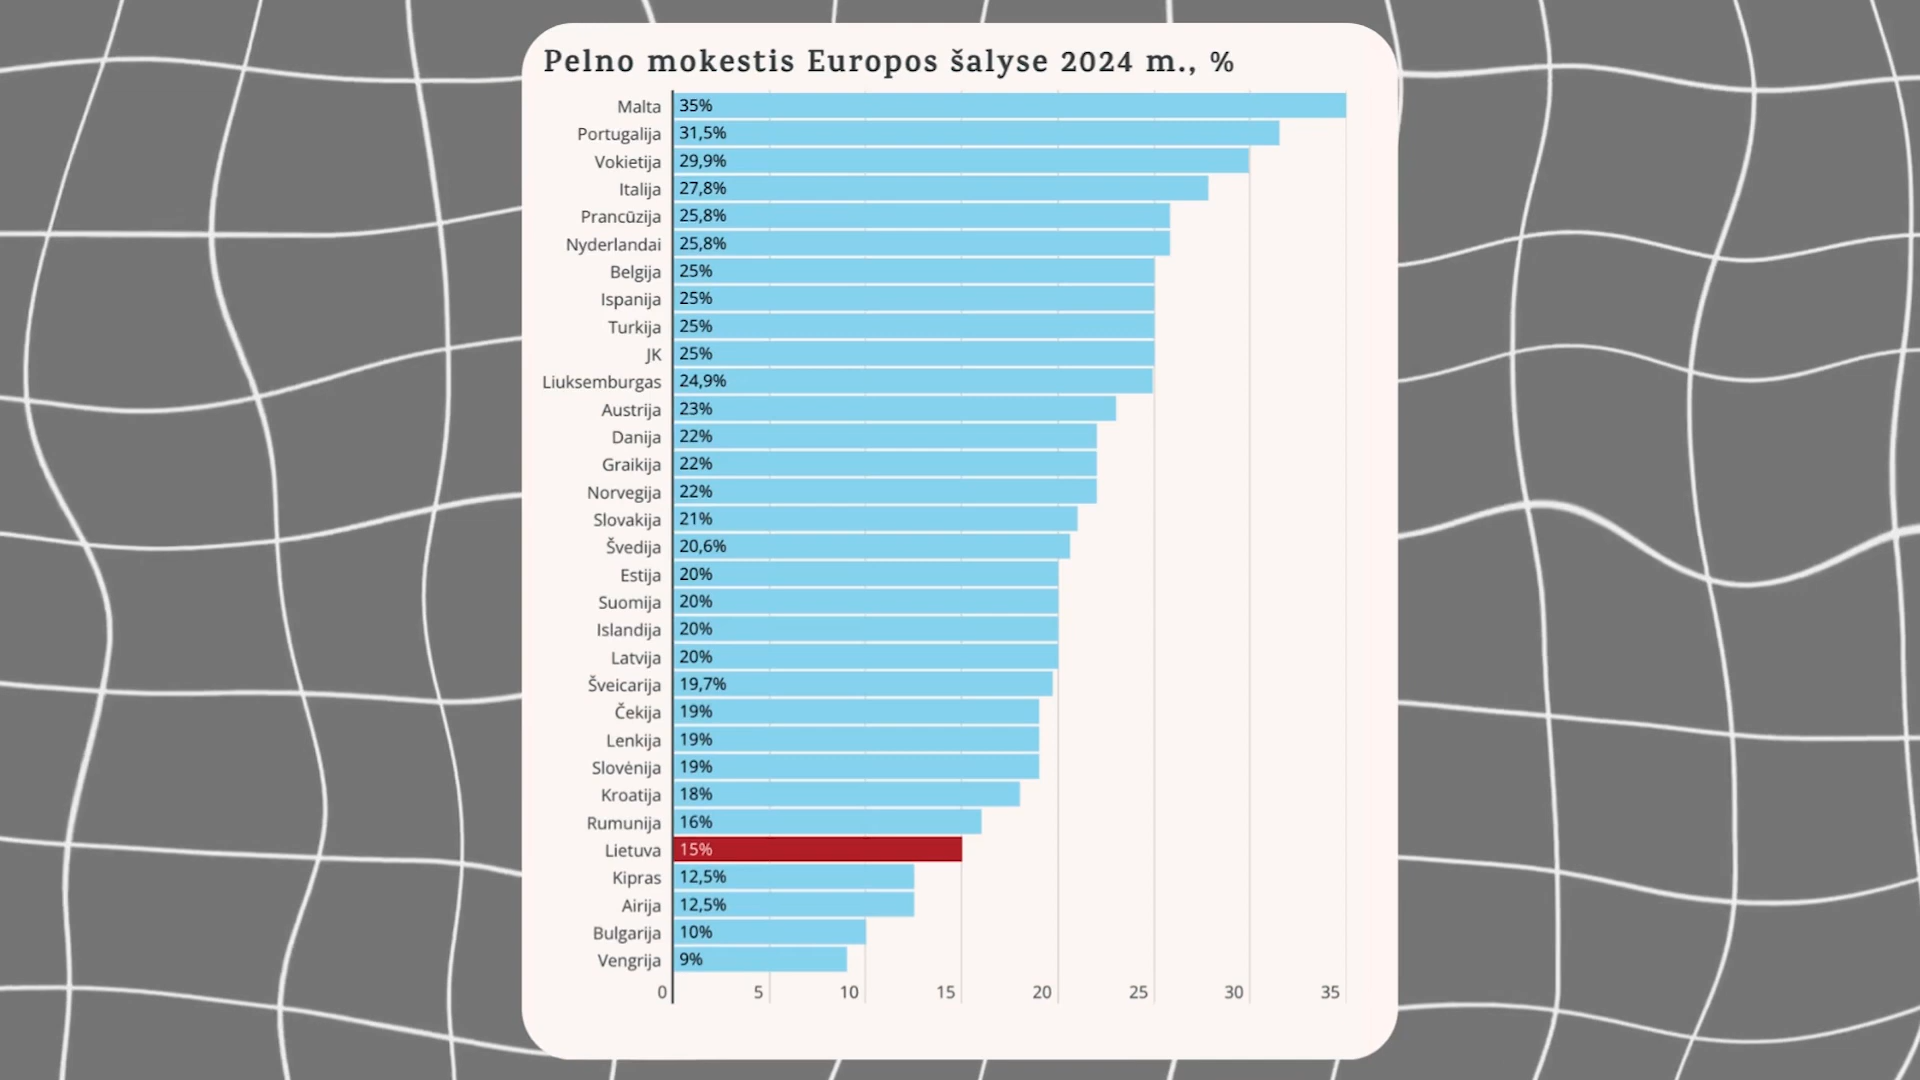 Pelno mokestis Europos šalyse 2024 m., %
Malta 35%
Portugalija 31,5%
Vokietija 29,9%
Italija 27,8%
Prancūzija 25,8%
Nyderlandai 25,8%
Belgija 25%
Ispanija 25%
Turkija 25%
JK 25%
Liuksemburgas 24,9%
Austrija 23%
Danija 22%
Graikija 22%
Norvegija 22%
Slovakija 21%
Švedija 20,6%
Estija 20%
Suomija 20%
Islandija 20%
Latvija 20%
Šveicarija 19,7%
Čekija 19%
Lenkija 19%
Slovėnija 19%
Kroatija 18%
Rumunija 16%
Lietuva 15%
Kipras 12,5%
Airija 12,5%
Bulgarija 10%
Vengrija 9%
0 5 10 15 20 25 30 35